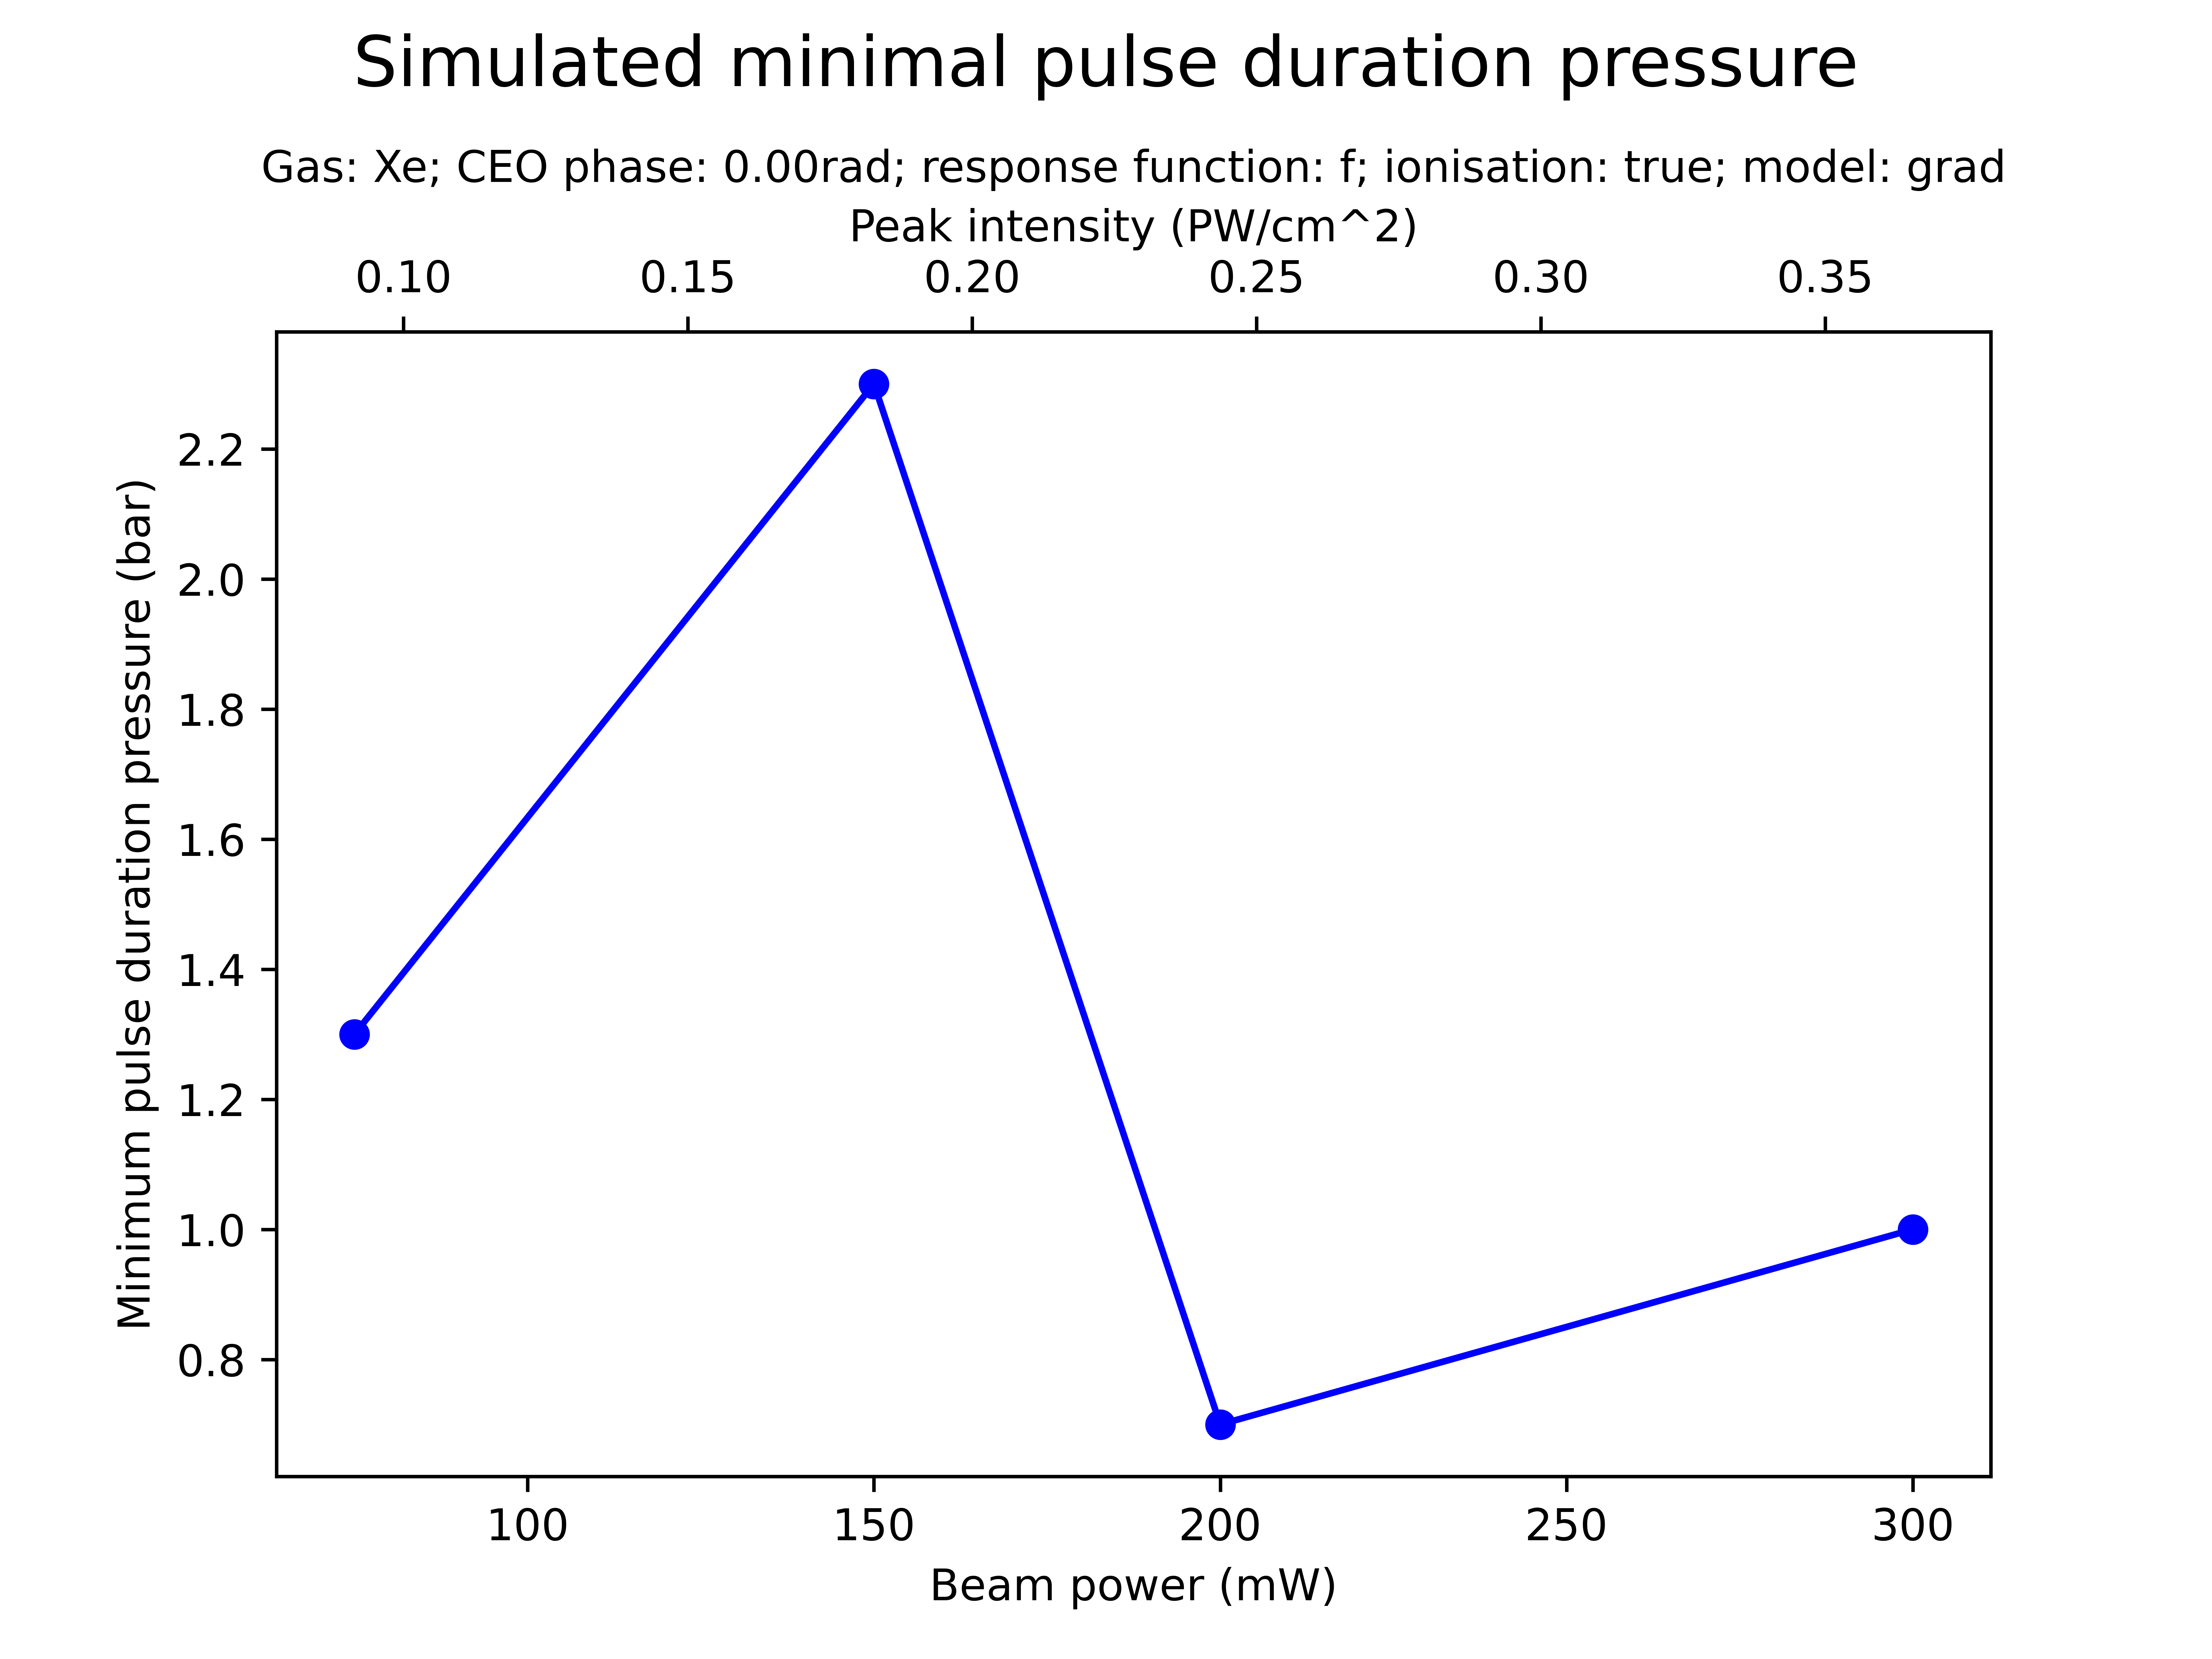 Simulated minimal pulse duration pressure
Gas: Xe; CEO phase: 0.00rad; response function: f; ionisation: true; model: grad
Peak intensity (PW/cm^2)
0.10 0.15 0.20 0.25 0.30 0.35
Minimum pulse duration pressure (bar)
2.2
2.0
1.8
1.6
1.4
1.2
1.0
0.8
100 150 200 250 300
Beam power (mW)